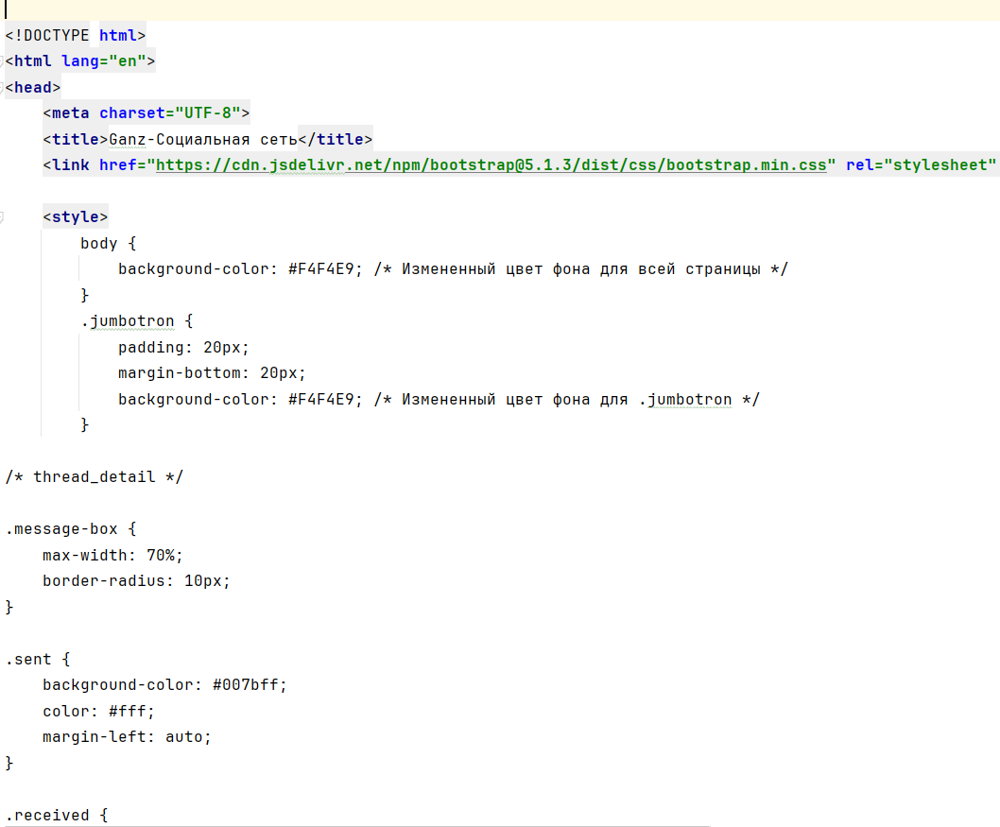 <!DOCTYPE html>
<html lang="en">
<head>
    <meta charset="UTF-8">
    <title>Ganz-Социальная сеть</title>
    <link href="https://cdn.jsdelivr.net/npm/bootstrap@5.1.3/dist/css/bootstrap.min.css" rel="stylesheet"
    <style>
        body {
            background-color: #F4F4E9; /* Измененный цвет фона для всей страницы */
        }
        .jumbotron {
            padding: 20px;
            margin-bottom: 20px;
            background-color: #F4F4E9; /* Измененный цвет фона для .jumbotron */
        }
/* thread_detail */
.message-box {
    max-width: 70%;
    border-radius: 10px;
}
.sent {
    background-color: #007bff;
    color: #fff;
    margin-left: auto;
}
.received {